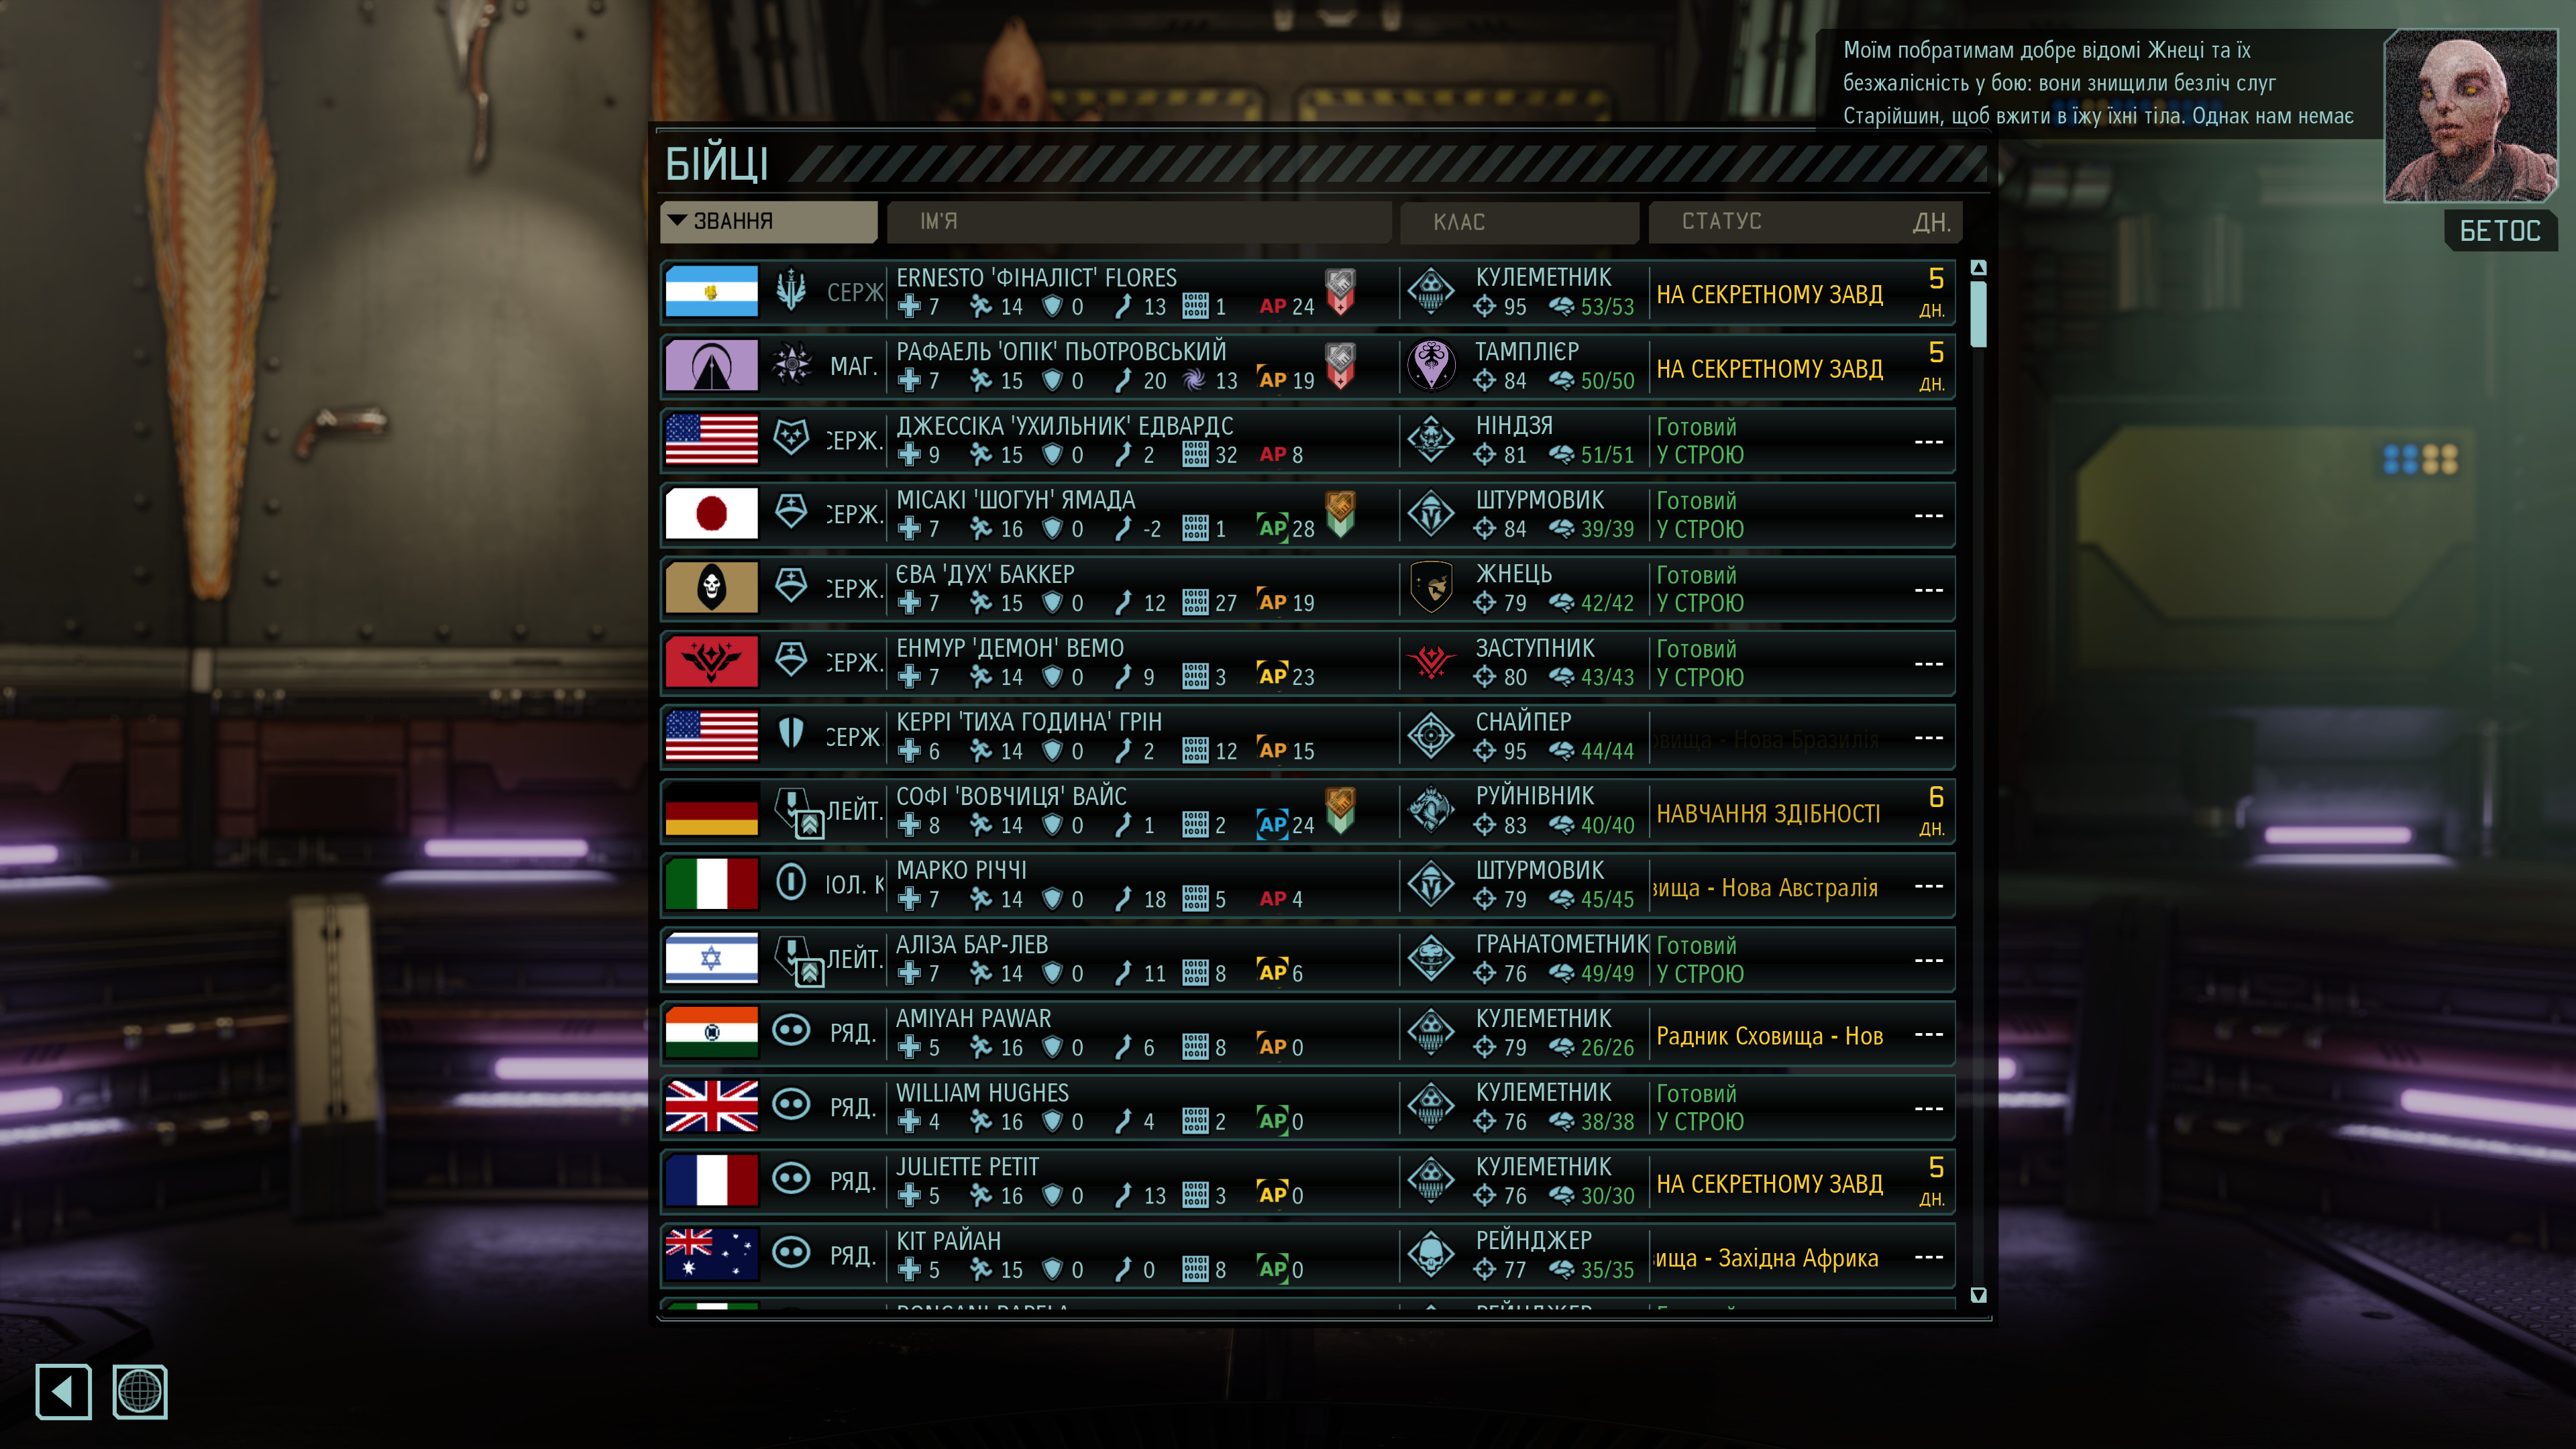 Моїм побратимам добре відомі Жнеці та їх
безжалісність у бою: вони знищили безліч слуг
Старійшин, щоб вжити в їжу їхні тіла. Однак нам немає
БЕТОС
БІЙЦІ
ЗВАННЯ ІМ'Я КЛАС СТАТУС ДН.
СЕРЖ ERNESTO 'ФІНАЛІСТ' FLORES КУЛЕМЕТНИК НА СЕКРЕТНОМУ ЗАВД 5 ДН.
7 14 0 13 1 AP 24 95 53/53
МАГ. РАФАЕЛЬ 'ОПІК' ПЬОТРОВСЬКИЙ ТАМПЛІЄР НА СЕКРЕТНОМУ ЗАВД 5 ДН.
7 15 0 20 13 AP 19 84 50/50
СЕРЖ. ДЖЕССІКА 'УХИЛЬНИК' ЕДВАРДС НІНДЗЯ Готовий ---
9 15 0 2 32 AP 8 81 51/51 У СТРОЮ
СЕРЖ. МІСАКІ 'ШОГУН' ЯМАДА ШТУРМОВИК Готовий ---
7 16 0 -2 1 AP 28 84 39/39 У СТРОЮ
СЕРЖ. ЄВА 'ДУХ' БАККЕР ЖНЕЦЬ Готовий ---
7 15 0 12 27 AP 19 79 42/42 У СТРОЮ
СЕРЖ. ЕНМУР 'ДЕМОН' ВЕМО ЗАСТУПНИК Готовий ---
7 14 0 9 3 AP 23 80 43/43 У СТРОЮ
СЕРЖ КЕРРІ 'ТИХА ГОДИНА' ГРІН СНАЙПЕР овища - Нова Бразилія ---
6 14 0 2 12 AP 15 95 44/44
ЛЕЙТ. СОФІ 'ВОВЧИЦЯ' ВАЙС РУЙНІВНИК НАВЧАННЯ ЗДІБНОСТІ 6 ДН.
8 14 0 1 2 AP 24 83 40/40
ОЛ. К МАРКО РІЧЧІ ШТУРМОВИК вища - Нова Австралія ---
7 14 0 18 5 AP 4 79 45/45
ЛЕЙТ. АЛІЗА БАР-ЛЕВ ГРАНАТОМЕТНИК Готовий ---
7 14 0 11 8 AP 6 76 49/49 У СТРОЮ
РЯД. AMIYAH PAWAR КУЛЕМЕТНИК Радник Сховища - Нов ---
5 16 0 6 8 AP 0 79 26/26
РЯД. WILLIAM HUGHES КУЛЕМЕТНИК Готовий ---
4 16 0 4 2 AP 0 76 38/38 У СТРОЮ
РЯД. JULIETTE PETIT КУЛЕМЕТНИК НА СЕКРЕТНОМУ ЗАВД 5 ДН.
5 16 0 13 3 AP 0 76 30/30
РЯД. КІТ РАЙАН РЕЙНДЖЕР ища - Західна Африка ---
5 15 0 0 8 AP 0 77 35/35